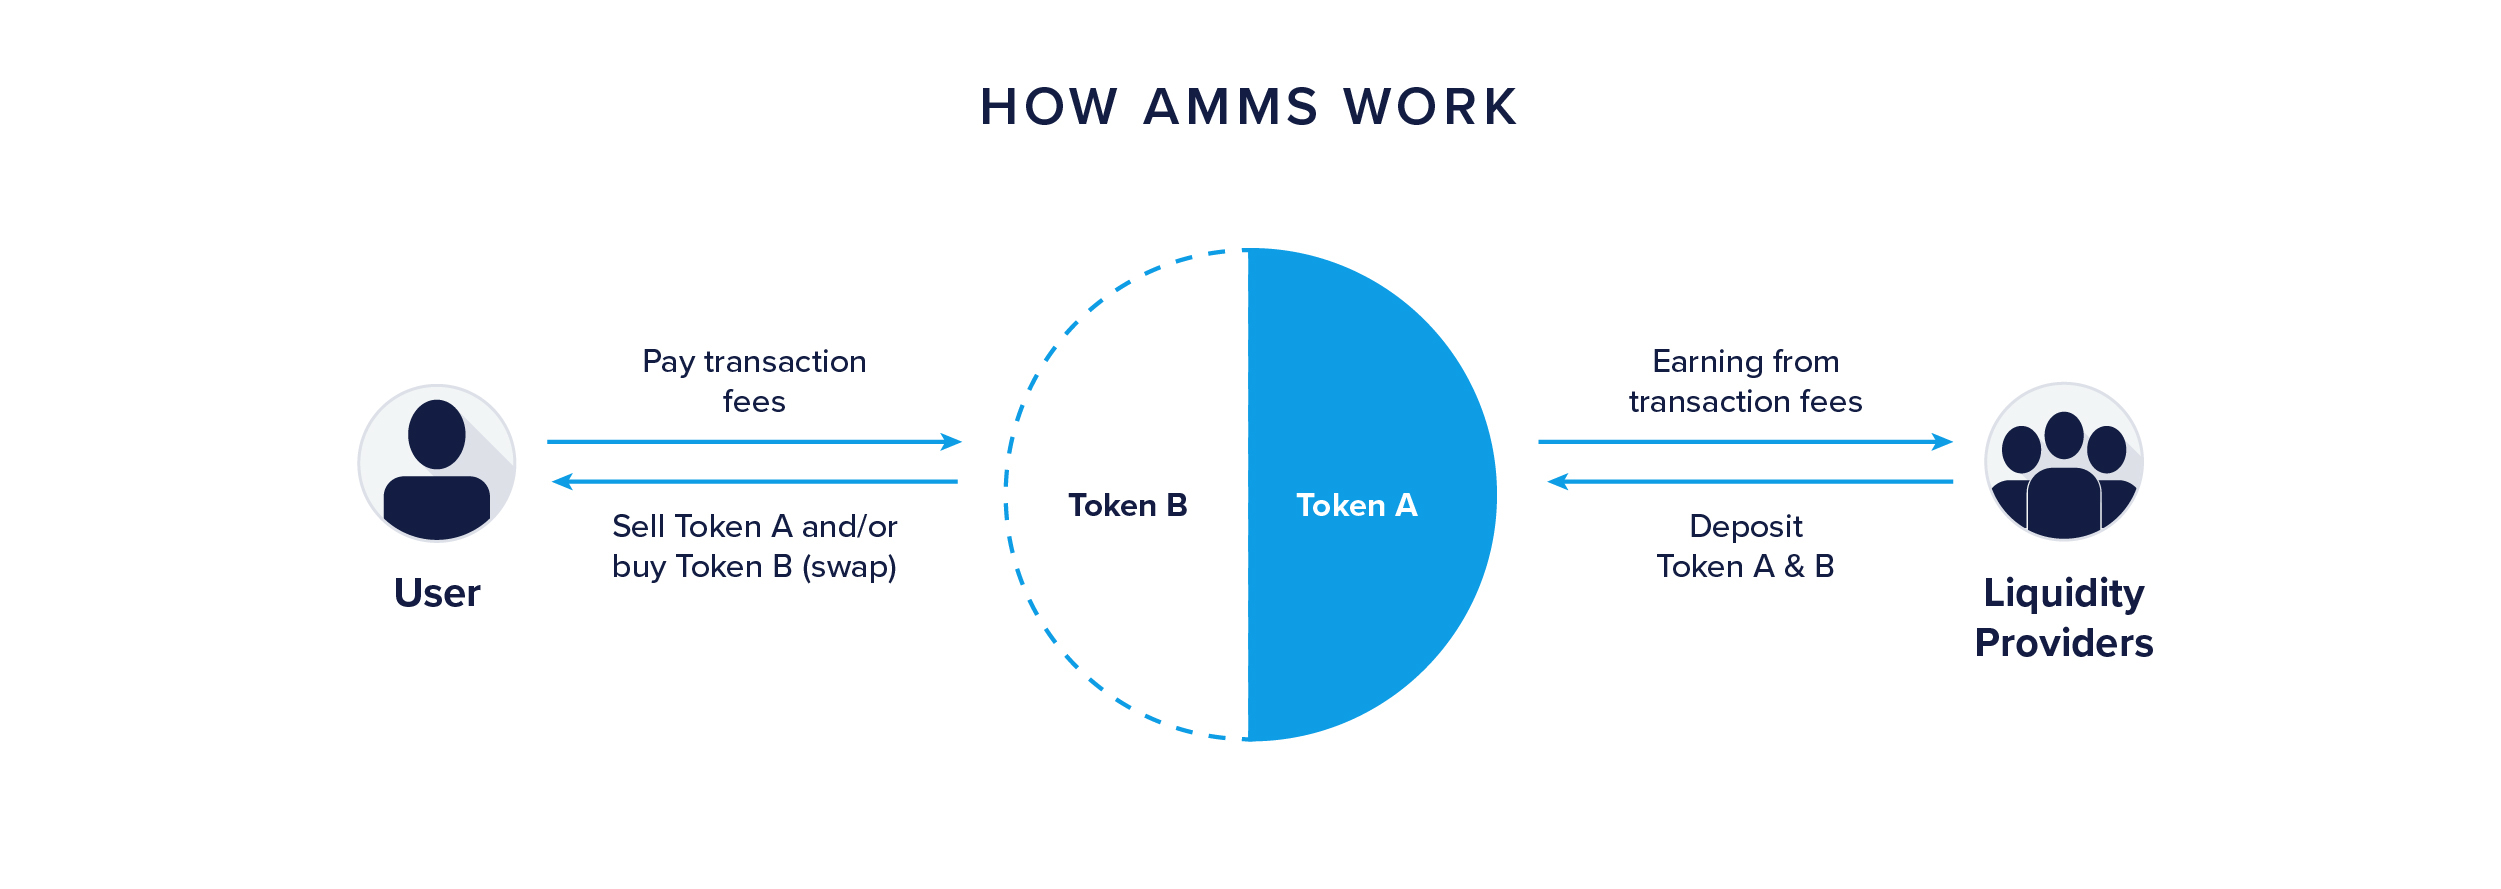 HOW AMMS WORK
Pay transaction
fees
Sell Token A and/or
buy Token B (swap)
User
Token B
Token A
Earning from
transaction fees
Deposit
Token A & B
Liquidity
Providers